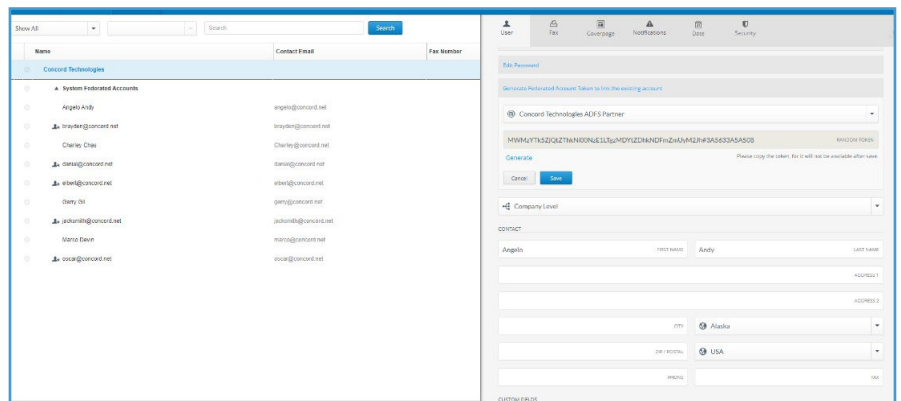 Show All
Search
Search
User
Fax
Coverpage
Notifications
Data
Security
Name
Contact Email
Fax Number
Concord Technologies
System Federated Accounts
Angelo Andy
angelo@concord.net
brayden@concord.net
brayden@concord.net
Charley Chas
Charley@concord.net
daniel@concord.net
daniel@concord.net
elbert@concord.net
elbert@concord.net
Garry Gil
garry@concord.net
jacksmith@concord.net
jacksmith@concord.net
Marco Devin
marco@concord.net
oscar@concord.net
oscar@concord.net
Edit Password
Generate Federated Account Token to link the existing account
Concord Technologies ADFS Partner
RANDOM TOKEN
Generate
Please copy the token, for it will not be available after save
Cancel
Save
Company Level
CONTACT
Angelo
FIRST NAME
Andy
LAST NAME
ADDRESS 1
ADDRESS 2
CITY
Alaska
ZIP / POSTAL
USA
PHONE
FAX
CUSTOM FIELDS